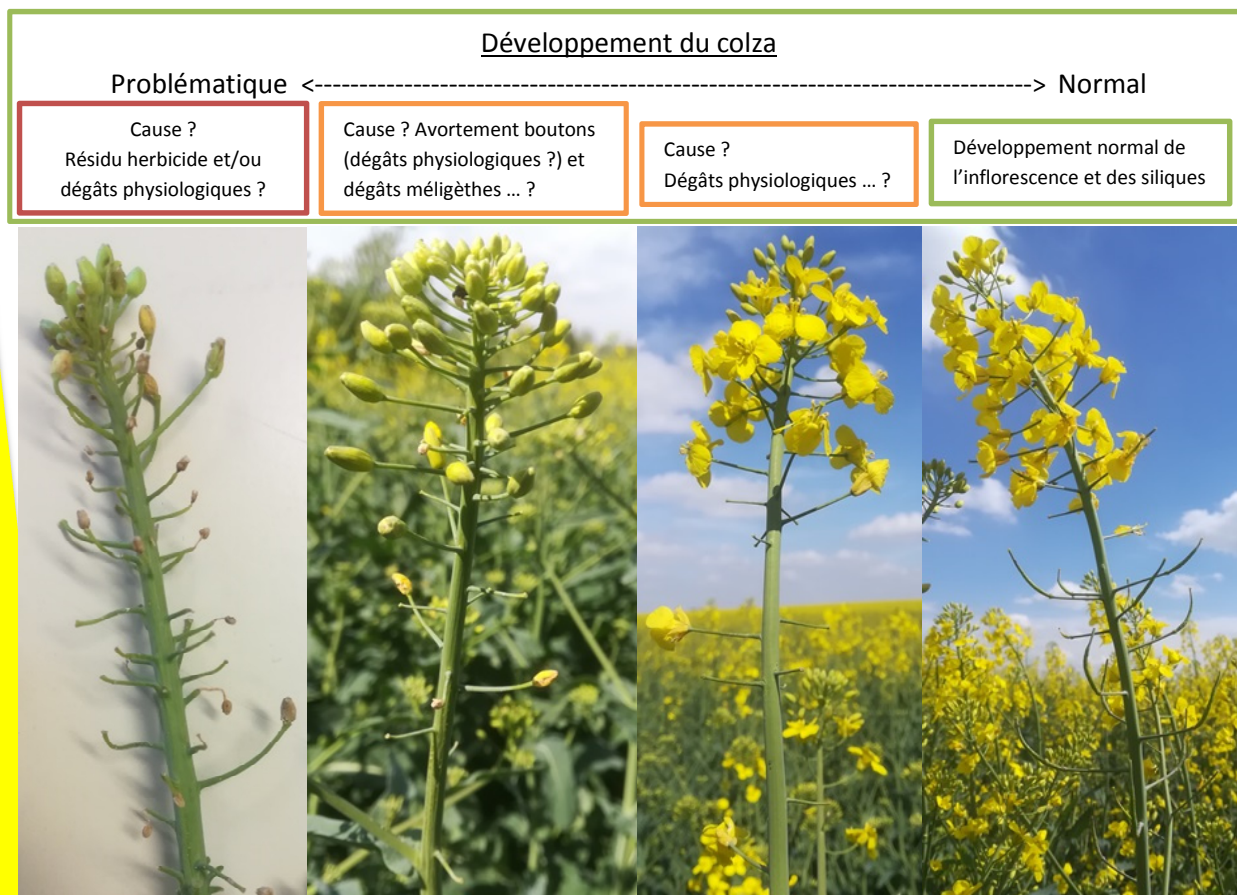 Développement du colza
Problématique <--------------------------------------------------------------------------------------> Normal
Cause ?
Résidu herbicide et/ou
dégâts physiologiques ?
Cause ? Avortement boutons
(dégâts physiologiques ?) et
dégâts méligèthes … ?
Cause ?
Dégâts physiologiques … ?
Développement normal de
l’inflorescence et des siliques